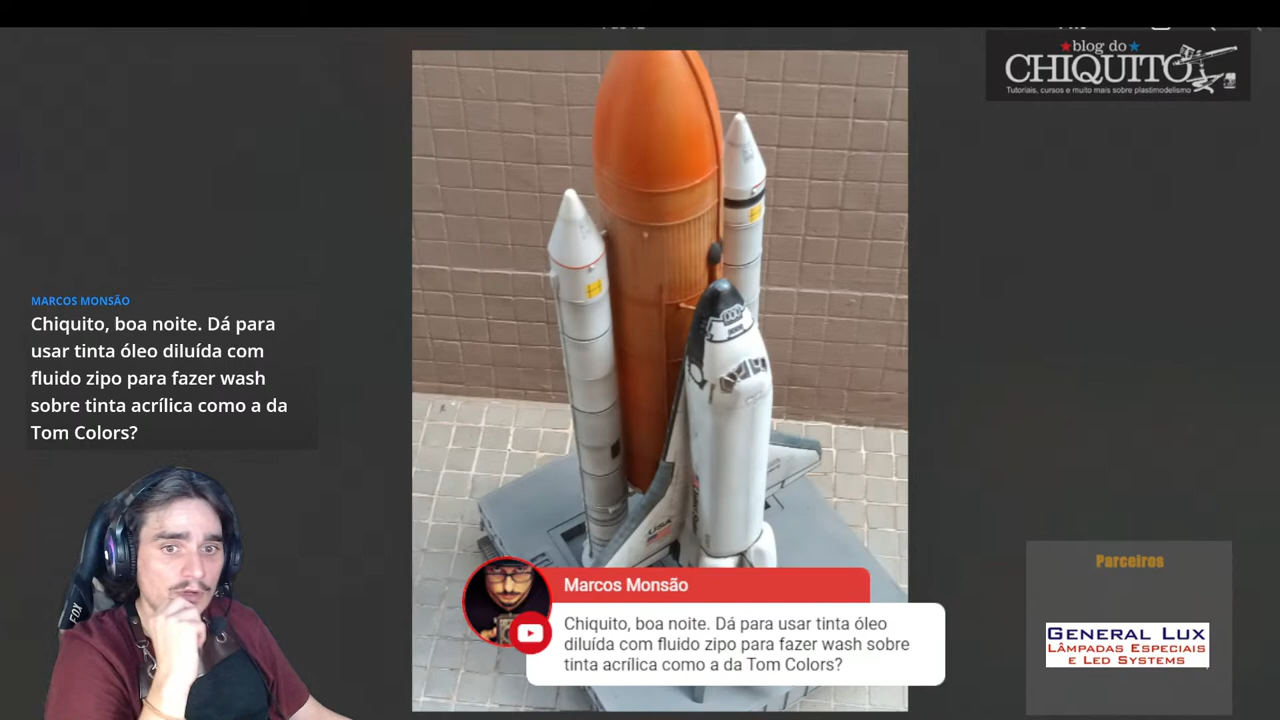 blog do
CHIQUITO
Tutoriais, cursos e muito mais sobre plastimodelismo
MARCOS MONSÃO
Chiquito, boa noite. Dá para
usar tinta óleo diluída com
fluido zipo para fazer wash
sobre tinta acrílica como a da
Tom Colors?
USA
FOX
Marcos Monsão
Chiquito, boa noite. Dá para usar tinta óleo
diluída com fluido zipo para fazer wash sobre
tinta acrílica como a da Tom Colors?
Parceiros
GENERAL LUX
LÂMPADAS ESPECIAIS
E LED SYSTEMS